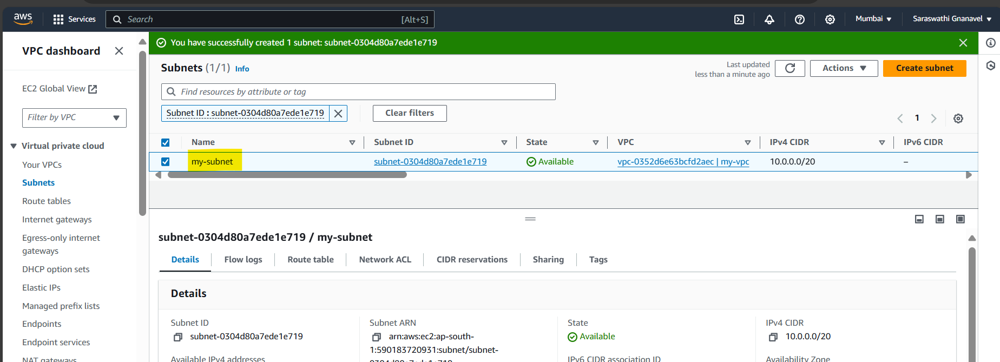 aws
Services
Search
[Alt+S]
Mumbai
Saraswathi Gnanavel
VPC dashboard
EC2 Global View
Filter by VPC
Virtual private cloud
Your VPCs
Subnets
Route tables
Internet gateways
Egress-only internet
gateways
DHCP option sets
Elastic IPs
Managed prefix lists
Endpoints
Endpoint services
NAT gateways
You have successfully created 1 subnet: subnet-0304d80a7ede1e719
Subnets (1/1) Info
Last updated
less than a minute ago
Actions
Create subnet
Find resources by attribute or tag
Subnet ID : subnet-0304d80a7ede1e719
Clear filters
1
Name Subnet ID State VPC IPv4 CIDR IPv6 CIDR
my-subnet subnet-0304d80a7ede1e719 Available vpc-0352d6e63bcfd2aec | my-vpc 10.0.0.0/20 –
subnet-0304d80a7ede1e719 / my-subnet
Details Flow logs Route table Network ACL CIDR reservations Sharing Tags
Details
Subnet ID
subnet-0304d80a7ede1e719
Subnet ARN
arn:aws:ec2:ap-south-
1:590183720931:subnet/subnet-
0304d80a7ede1e719
State
Available
IPv4 CIDR
10.0.0.0/20
Available IPv4 addresses
IPv6 CIDR association ID
Availability Zone